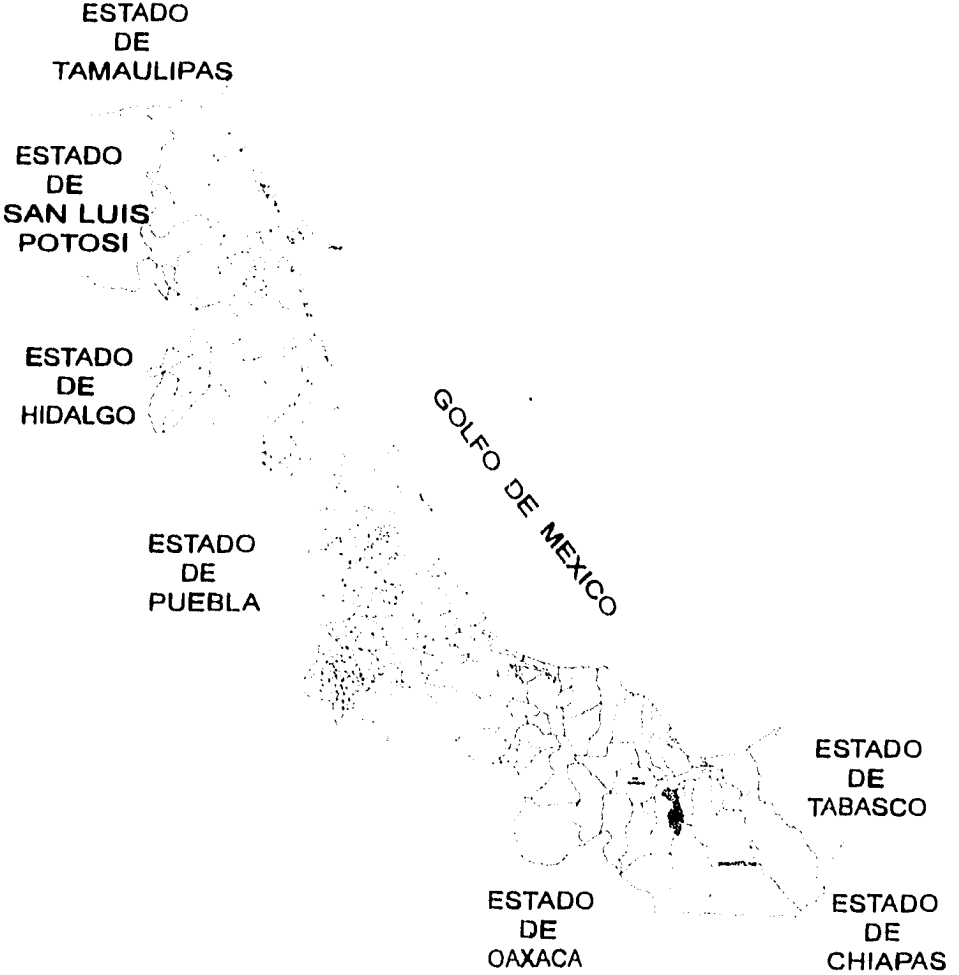 ESTADO
DE
TAMAULIPAS
ESTADO
DE
SAN LUIS
POTOSI
ESTADO
DE
HIDALGO
GOLFO DE MEXICO
ESTADO
DE
PUEBLA
ESTADO
DE
TABASCO
ESTADO
DE
OAXACA
ESTADO
DE
CHIAPAS